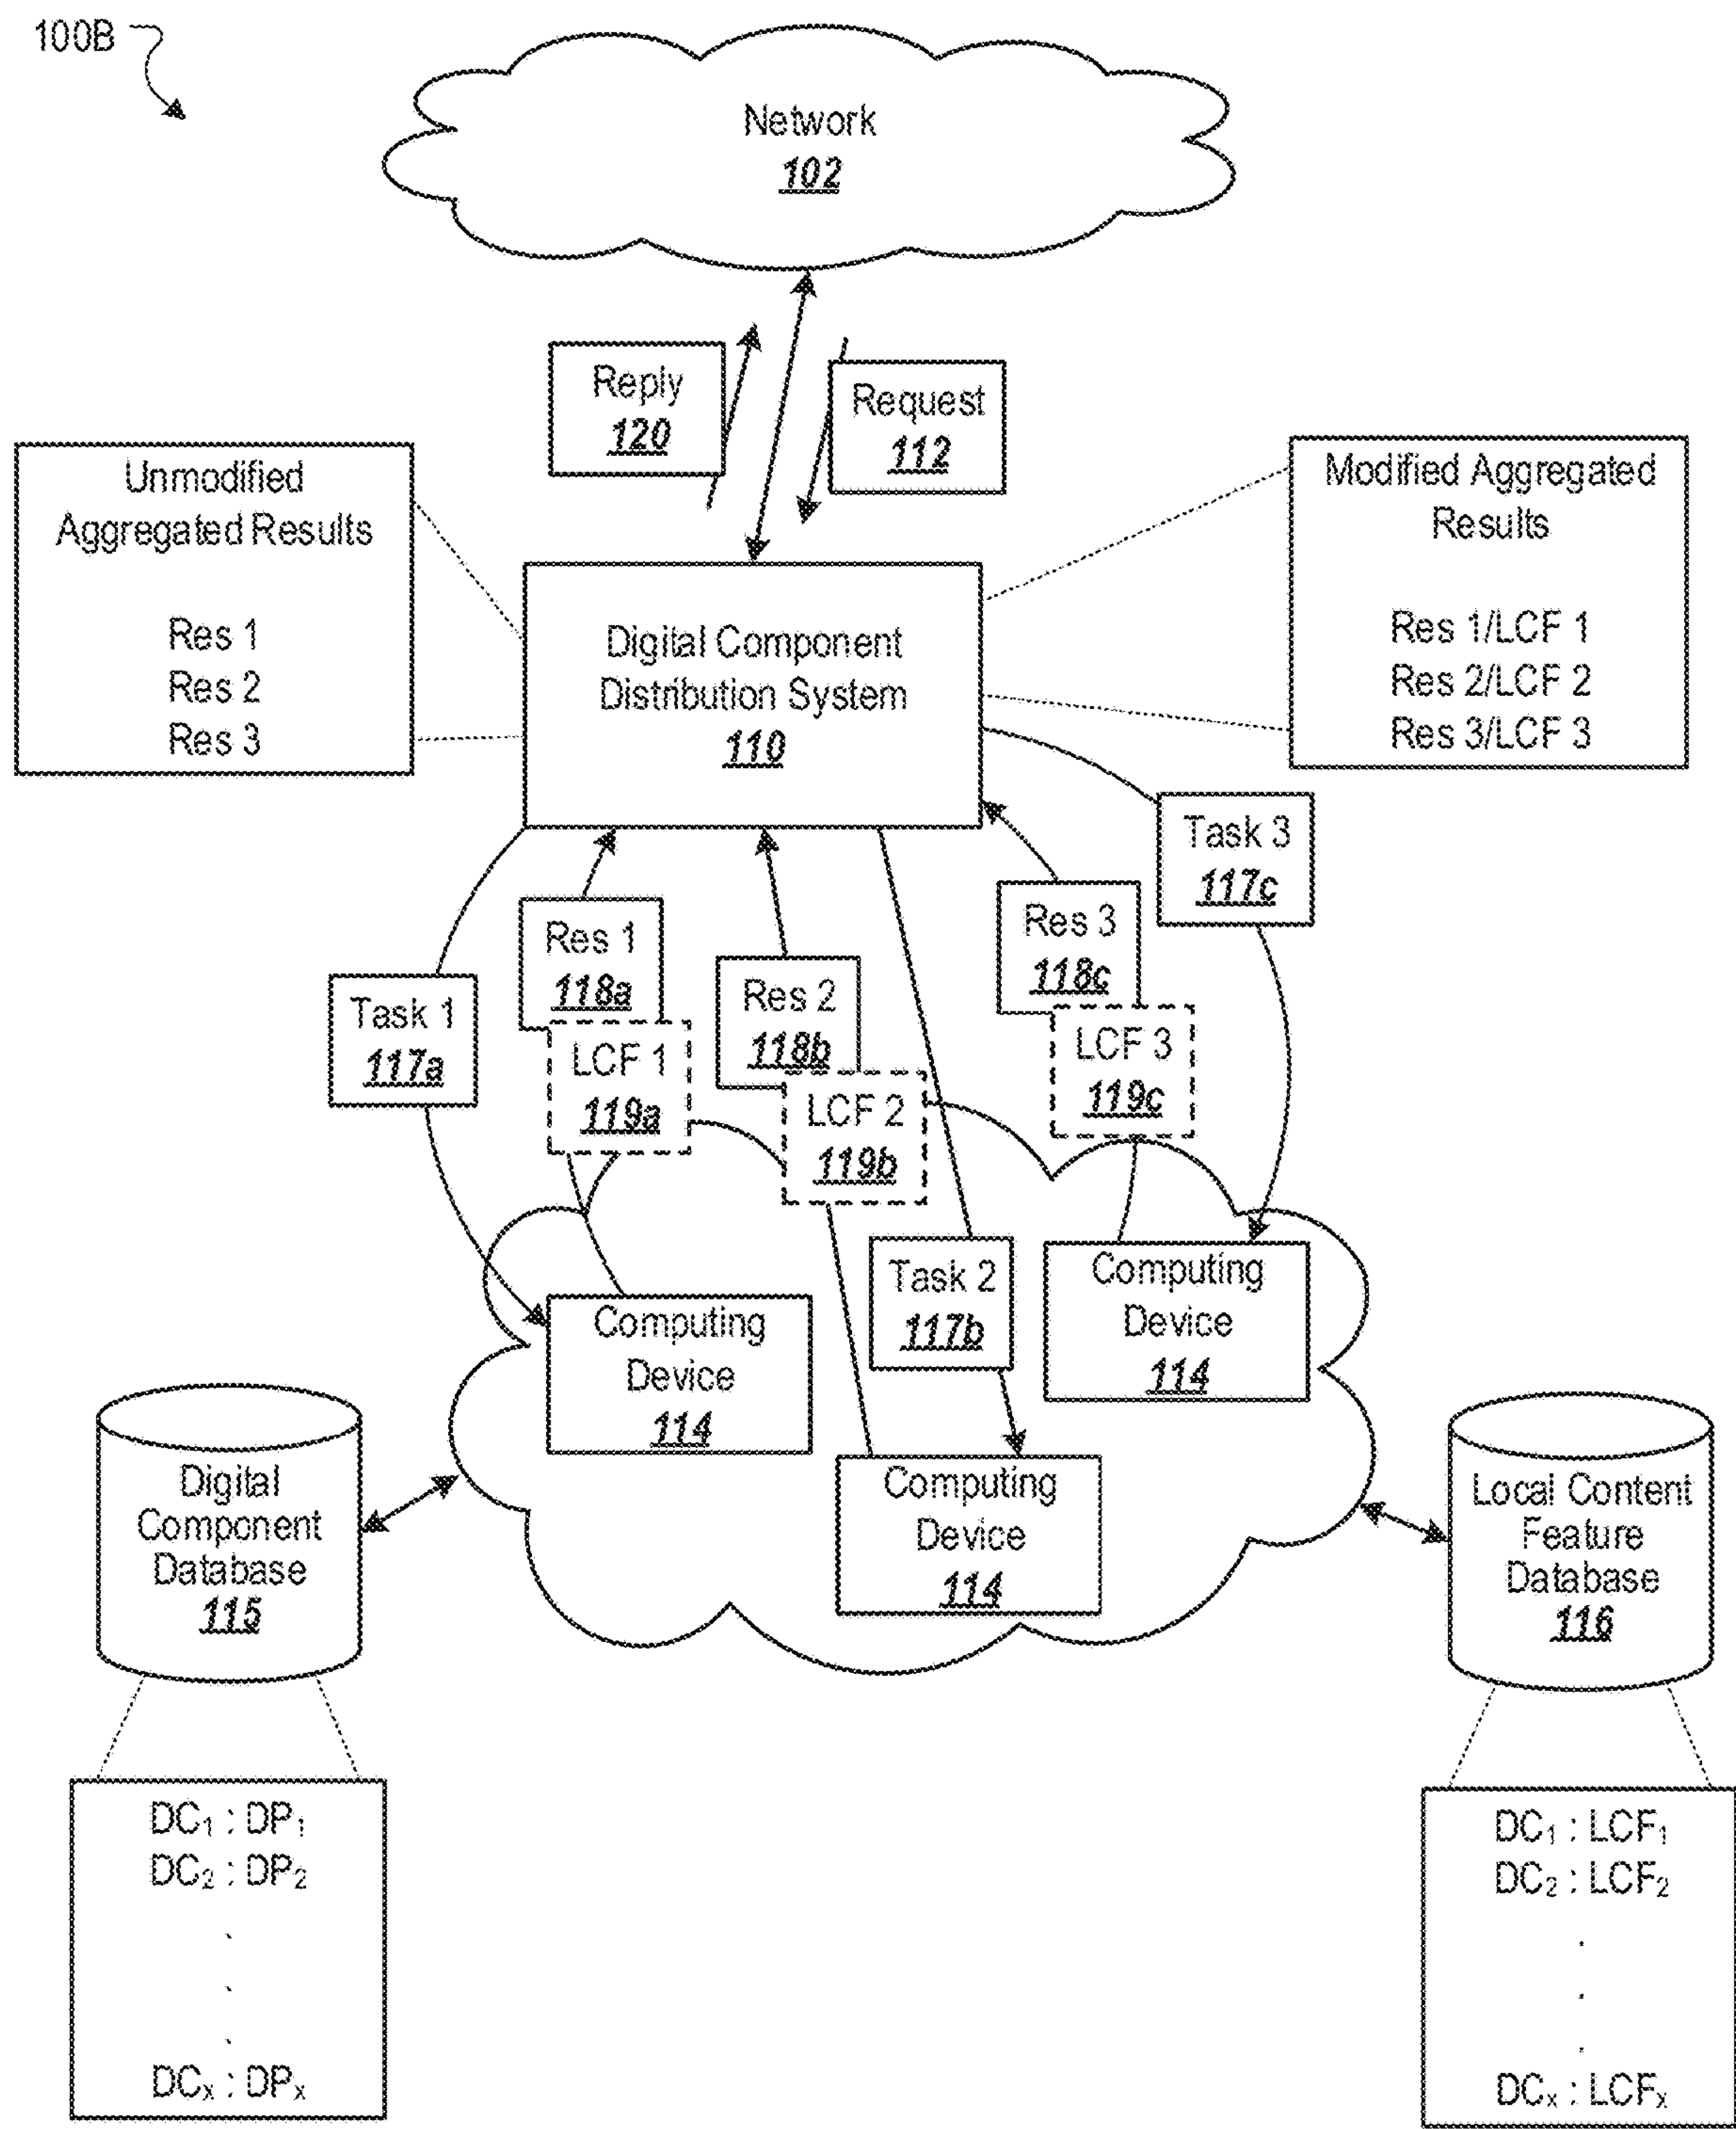 100B
Network
102
Reply
120
Request
112
Unmodified
Aggregated Results
Res 1
Res 2
Res 3
Modified Aggregated
Results
Res 1/LCF 1
Res 2/LCF 2
Res 3/LCF 3
Digital Component
Distribution System
110
Task 3
117c
Res 1
118a
Res 2
118b
Res 3
118c
Task 1
117a
LCF 1
119a
LCF 2
119b
LCF 3
119c
Task 2
117b
Computing
Device
114
Computing
Device
114
Computing
Device
114
Digital
Component
Database
115
Local Content
Feature
Database
116
DC₁ : DP₁
DC₂ : DP₂
.
.
.
DCₓ : DPₓ
DC₁ : LCF₁
DC₂ : LCF₂
.
.
.
DCₓ : LCFₓ